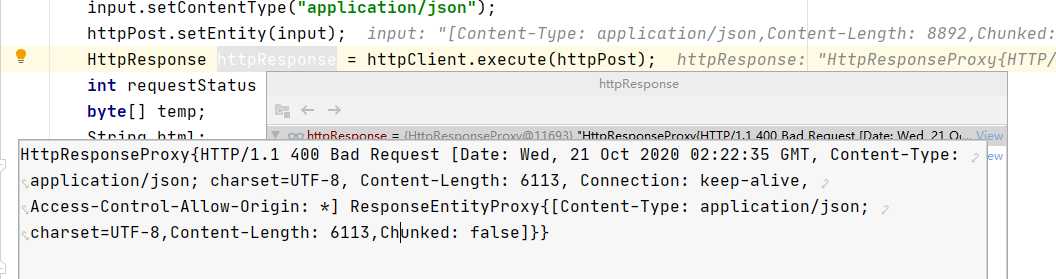 input.setContentType("application/json");
httpPost.setEntity(input);  input: "[Content-Type: application/json,Content-Length: 8892,Chunked:
HttpResponse httpResponse = httpClient.execute(httpPost);  httpResponse: "HttpResponseProxy{HTTP/
int requestStatus
httpResponse
byte[] temp;
String html;
httpResponse = {HttpResponseProxy@11693} "HttpResponseProxy{HTTP/1.1 400 Bad Request [Date: Wed, 21 O... View
HttpResponseProxy{HTTP/1.1 400 Bad Request [Date: Wed, 21 Oct 2020 02:22:35 GMT, Content-Type:
application/json; charset=UTF-8, Content-Length: 6113, Connection: keep-alive,
Access-Control-Allow-Origin: *] ResponseEntityProxy{[Content-Type: application/json;
charset=UTF-8,Content-Length: 6113,Chunked: false]}}